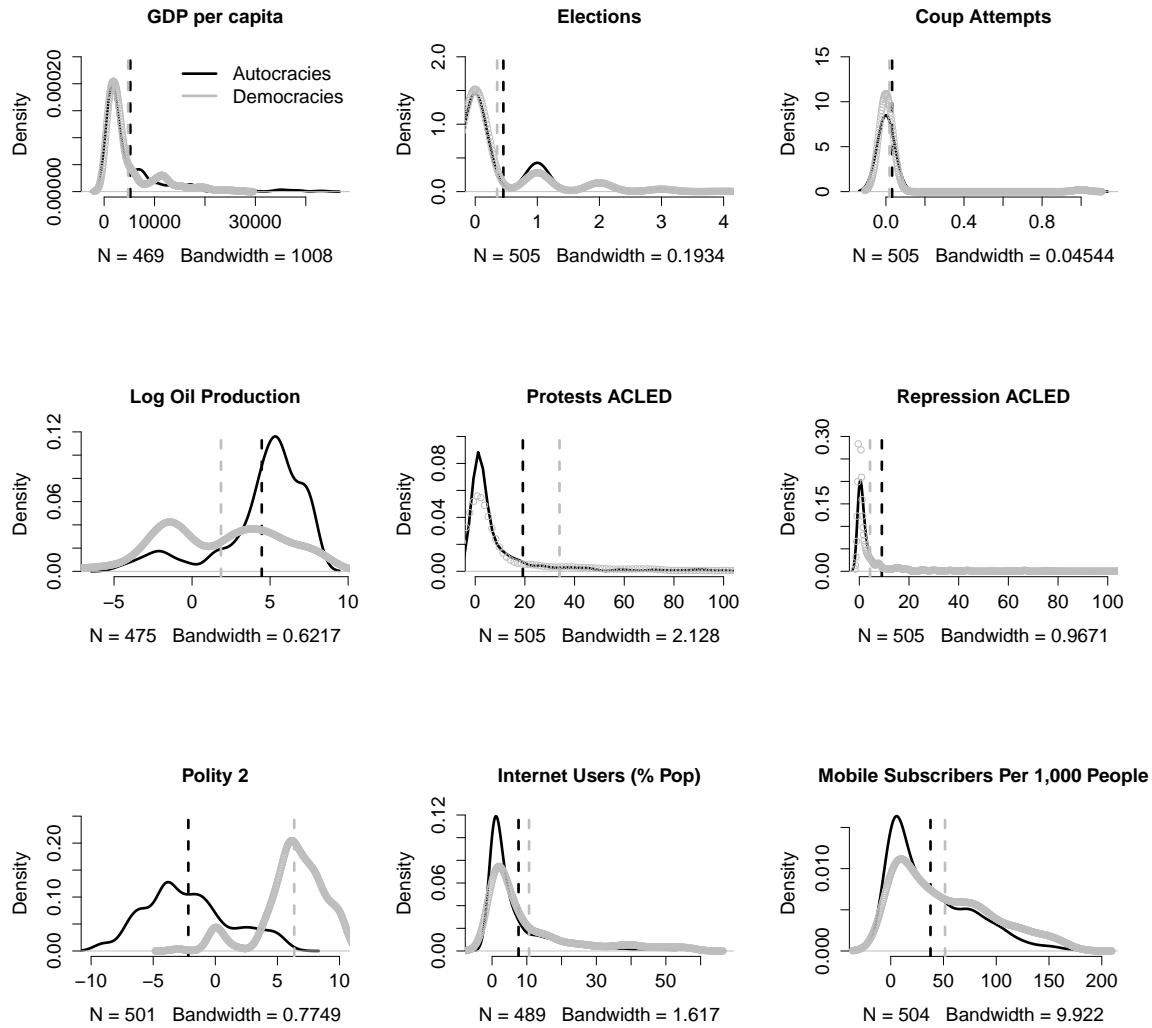 GDP per capita
Density
0.00000 0.00020
Autocracies
Democracies
0 10000 30000
N = 469 Bandwidth = 1008
Elections
Density
0.0 1.0 2.0
0 1 2 3 4
N = 505 Bandwidth = 0.1934
Coup Attempts
Density
0 5 10 15
0.0 0.4 0.8
N = 505 Bandwidth = 0.04544
Log Oil Production
Density
0.00 0.06 0.12
−5 0 5 10
N = 475 Bandwidth = 0.6217
Protests ACLED
Density
0.00 0.04 0.08
0 20 40 60 80 100
N = 505 Bandwidth = 2.128
Repression ACLED
Density
0.00 0.15 0.30
0 20 40 60 80 100
N = 505 Bandwidth = 0.9671
Polity 2
Density
0.00 0.10 0.20
−10 −5 0 5 10
N = 501 Bandwidth = 0.7749
Internet Users (% Pop)
Density
0.00 0.06 0.12
0 10 30 50
N = 489 Bandwidth = 1.617
Mobile Subscribers Per 1,000 People
Density
0.000 0.010
0 50 100 150 200
N = 504 Bandwidth = 9.922